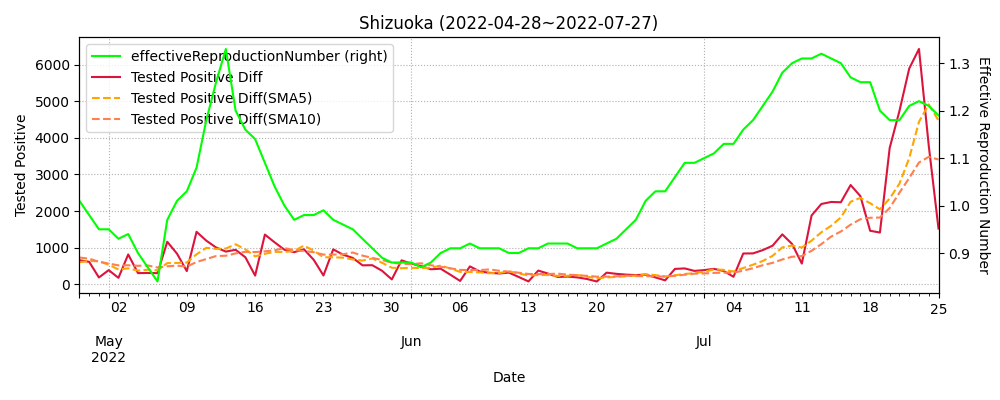 Shizuoka (2022-04-28~2022-07-27)
effectiveReproductionNumber (right)
Tested Positive Diff
Tested Positive Diff(SMA5)
Tested Positive Diff(SMA10)
Tested Positive
6000
5000
4000
3000
2000
1000
0
1.3
1.2
1.1
1.0
0.9
Effective Reproduction Number
02 09 16 23 30 06 13 20 27 04 11 18 25
May Jun Jul
2022
Date